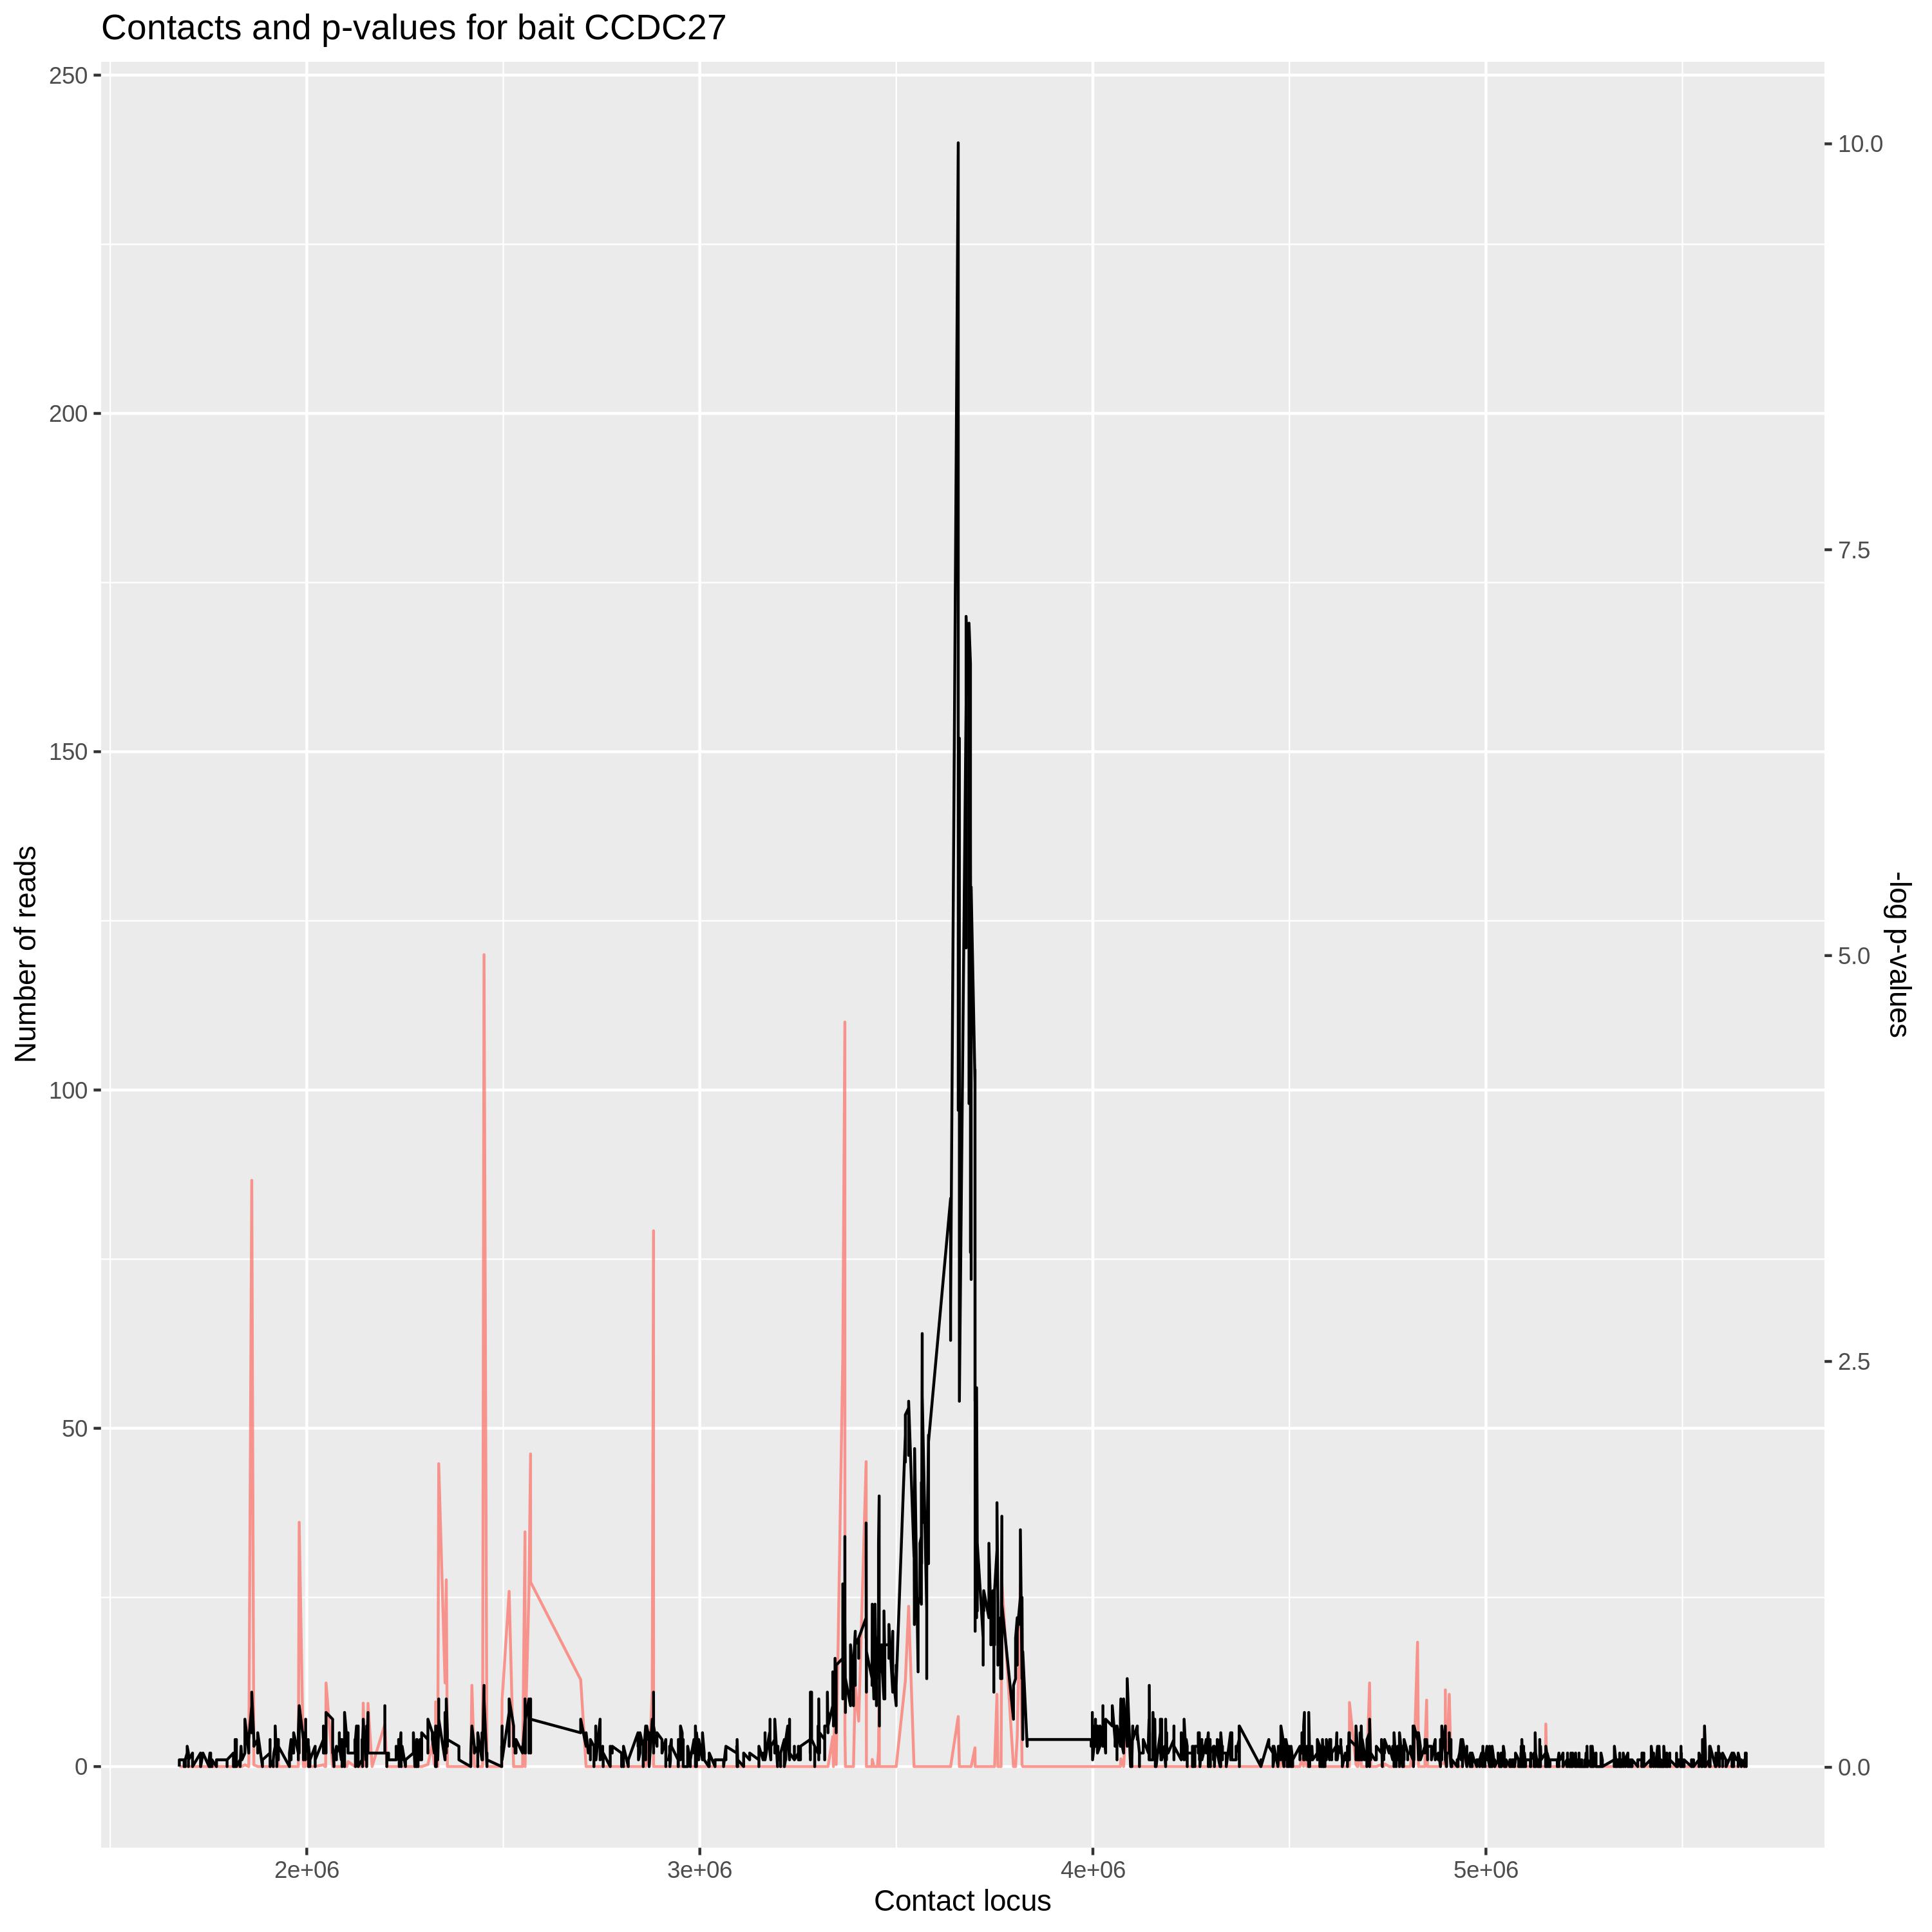 Contacts and p-values for bait CCDC27
250
200
150
100
50
0
Number of reads
10.0
7.5
5.0
2.5
0.0
-log p-values
2e+06
3e+06
4e+06
5e+06
Contact locus